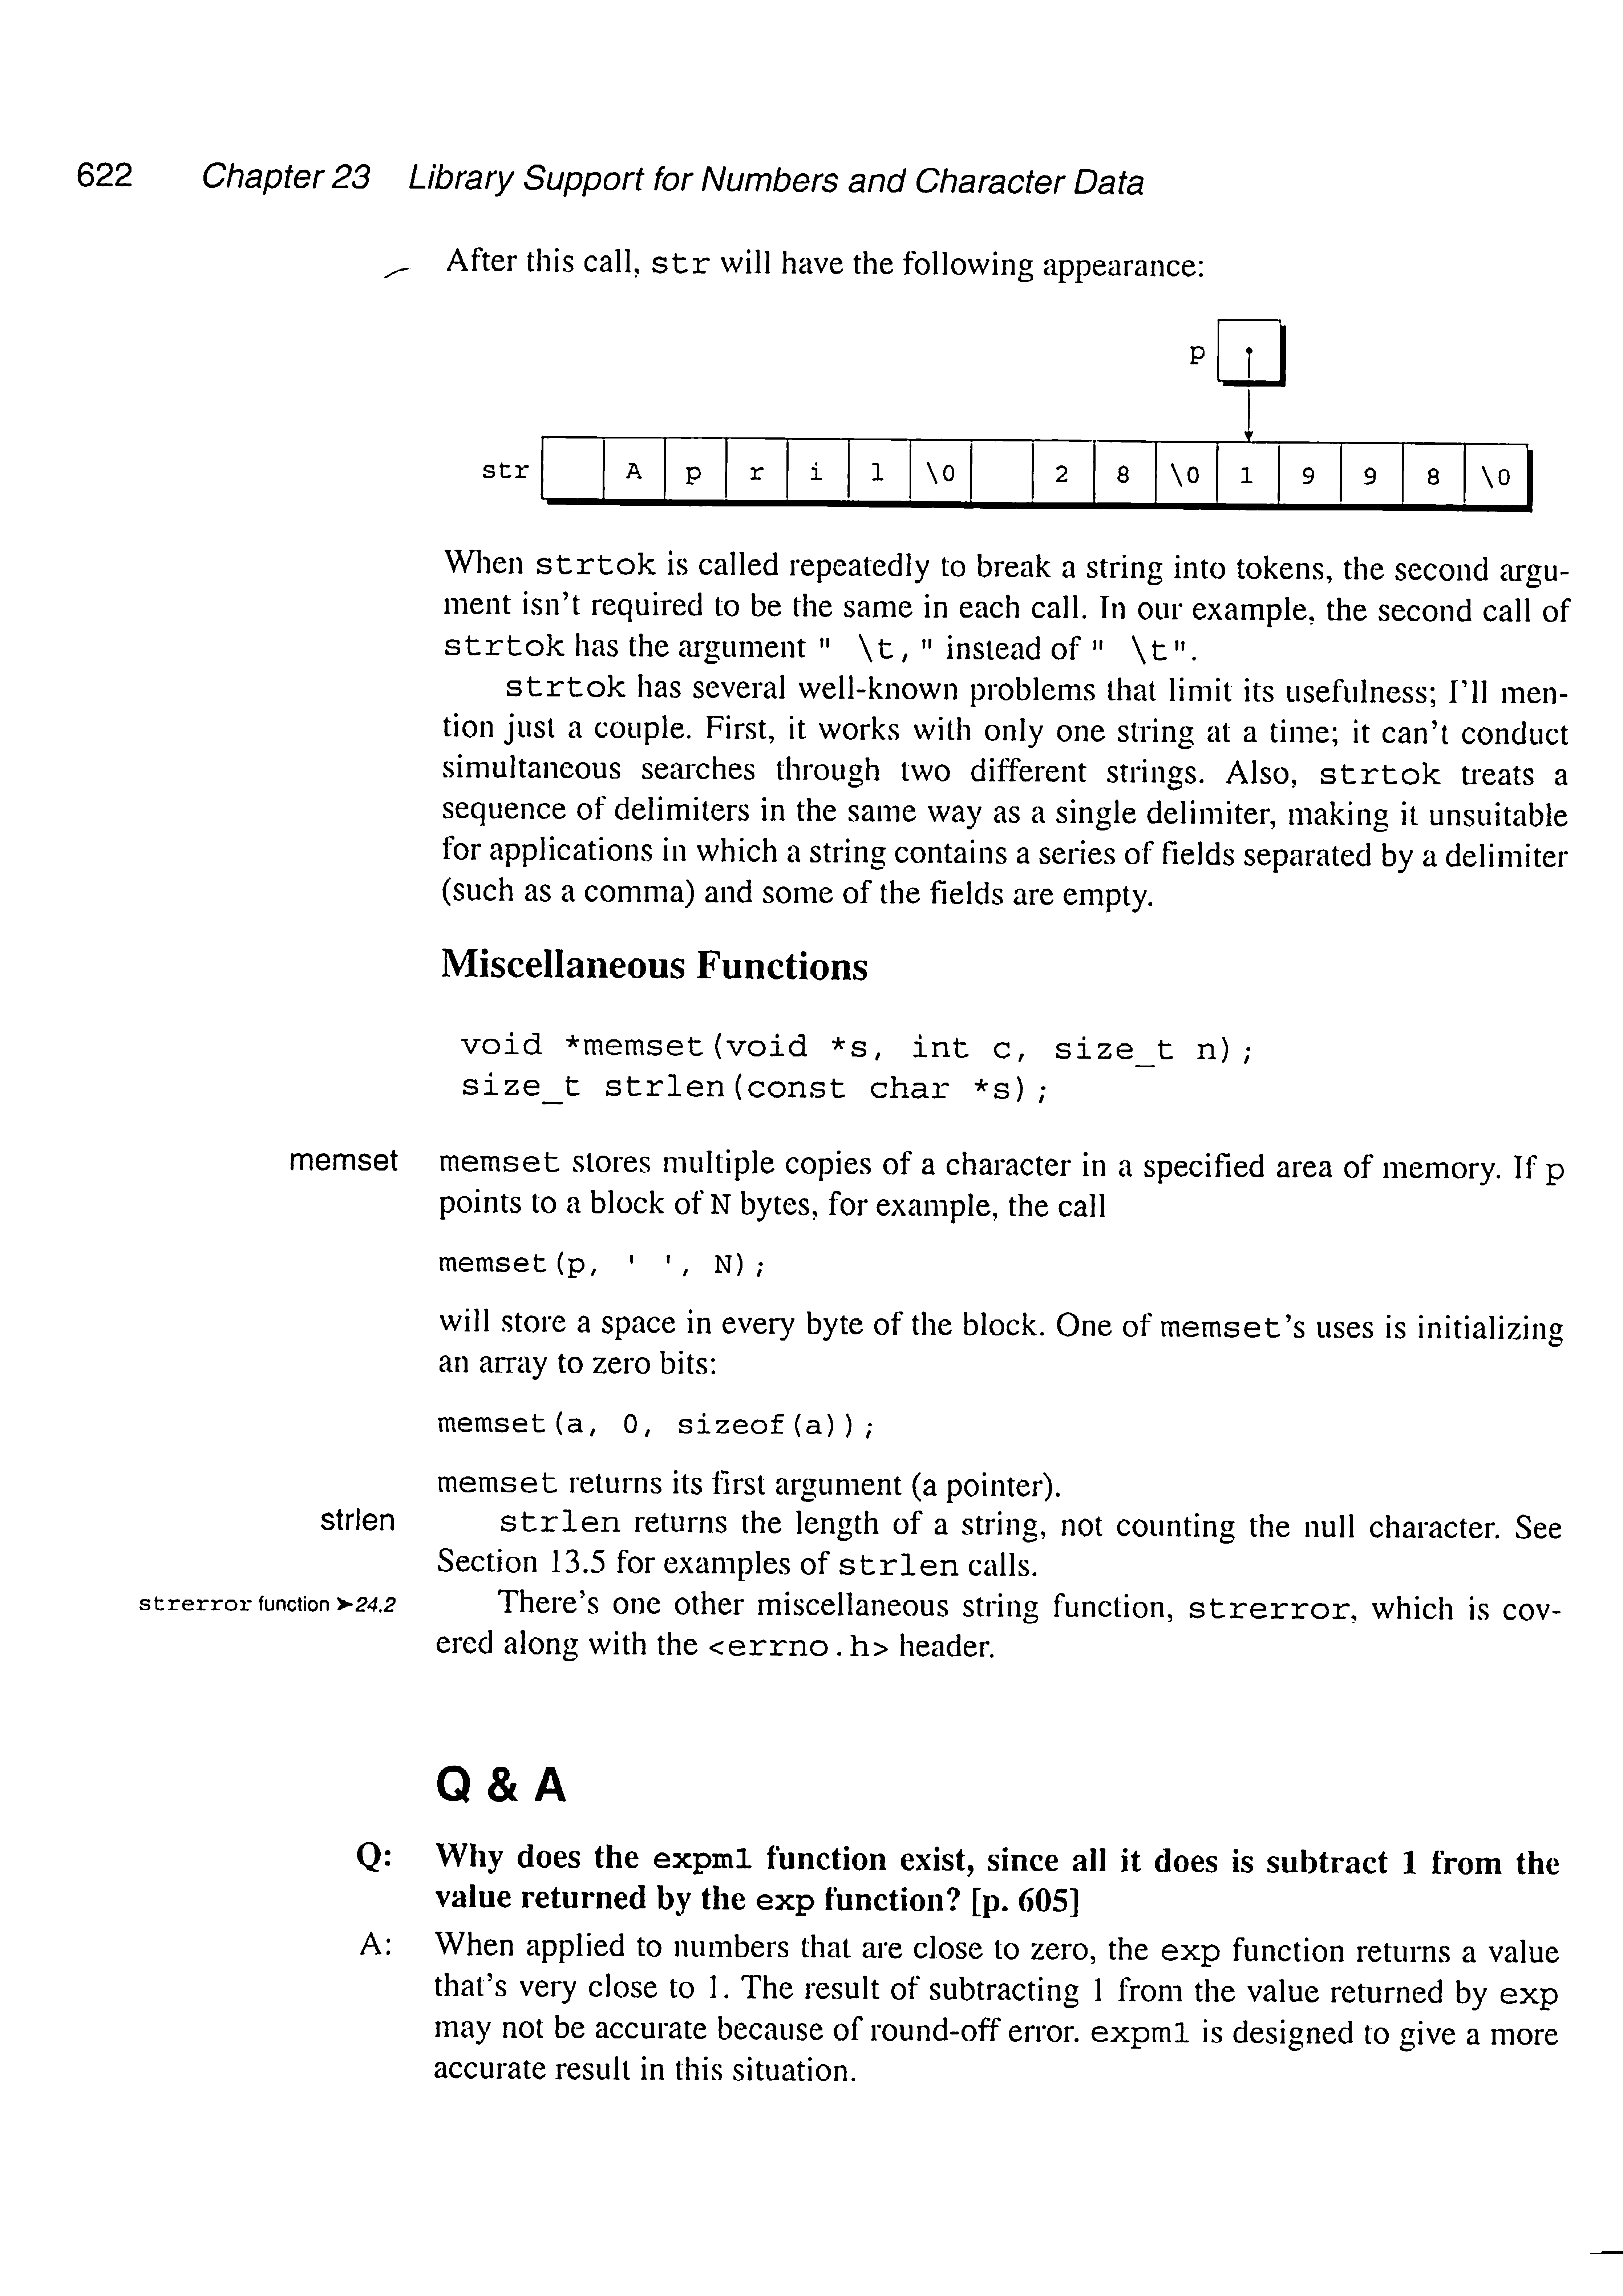 622 Chapter 23 Library Support for Numbers and Character Data
After this call, str will have the following appearance:
p
str A p r i l \0 2 8 \0 1 9 9 8 \0
When strtok is called repeatedly to break a string into tokens, the second argu-
ment isn't required to be the same in each call. In our example, the second call of
strtok has the argument " \t," instead of " \t".
strtok has several well-known problems that limit its usefulness; I'll men-
tion just a couple. First, it works with only one string at a time; it can't conduct
simultaneous searches through two different strings. Also, strtok treats a
sequence of delimiters in the same way as a single delimiter, making it unsuitable
for applications in which a string contains a series of fields separated by a delimiter
(such as a comma) and some of the fields are empty.
Miscellaneous Functions
void *memset(void *s, int c, size_t n);
size_t strlen(const char *s);
memset memset stores multiple copies of a character in a specified area of memory. If p
points to a block of N bytes, for example, the call
memset(p, ' ', N);
will store a space in every byte of the block. One of memset's uses is initializing
an array to zero bits:
memset(a, 0, sizeof(a));
memset returns its first argument (a pointer).
strlen strlen returns the length of a string, not counting the null character. See
Section 13.5 for examples of strlen calls.
strerror function ➤24.2 There's one other miscellaneous string function, strerror, which is cov-
ered along with the <errno.h> header.
Q & A
Q: Why does the expm1 function exist, since all it does is subtract 1 from the
value returned by the exp function? [p. 605]
A: When applied to numbers that are close to zero, the exp function returns a value
that's very close to 1. The result of subtracting 1 from the value returned by exp
may not be accurate because of round-off error. expm1 is designed to give a more
accurate result in this situation.